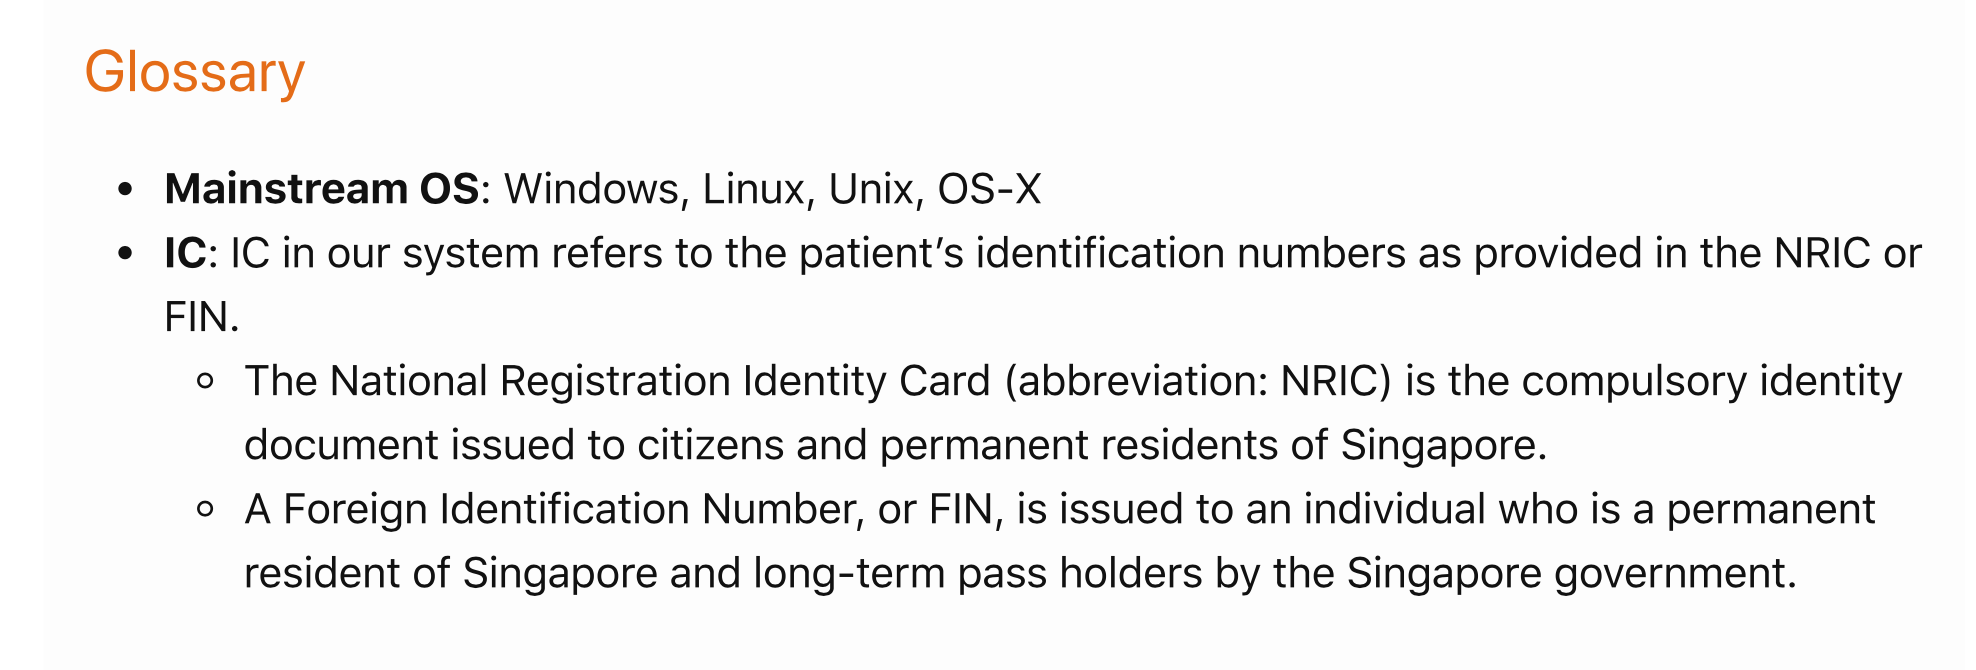 Glossary
• Mainstream OS: Windows, Linux, Unix, OS-X
• IC: IC in our system refers to the patient’s identification numbers as provided in the NRIC or
FIN.
◦ The National Registration Identity Card (abbreviation: NRIC) is the compulsory identity
document issued to citizens and permanent residents of Singapore.
◦ A Foreign Identification Number, or FIN, is issued to an individual who is a permanent
resident of Singapore and long-term pass holders by the Singapore government.